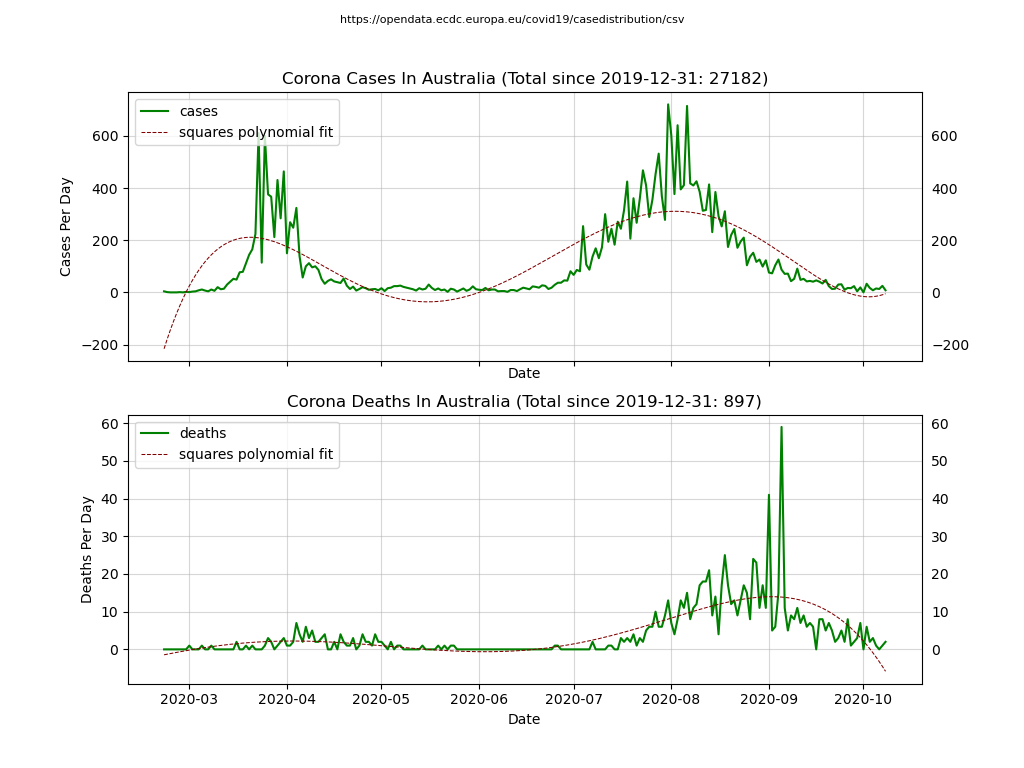 https://opendata.ecdc.europa.eu/covid19/casedistribution/csv
Corona Cases In Australia (Total since 2019-12-31: 27182)
cases
squares polynomial fit
Cases Per Day
600
400
200
0
−200
600
400
200
0
−200
Date
Corona Deaths In Australia (Total since 2019-12-31: 897)
deaths
squares polynomial fit
Deaths Per Day
60
50
40
30
20
10
0
60
50
40
30
20
10
0
2020-03 2020-04 2020-05 2020-06 2020-07 2020-08 2020-09 2020-10
Date